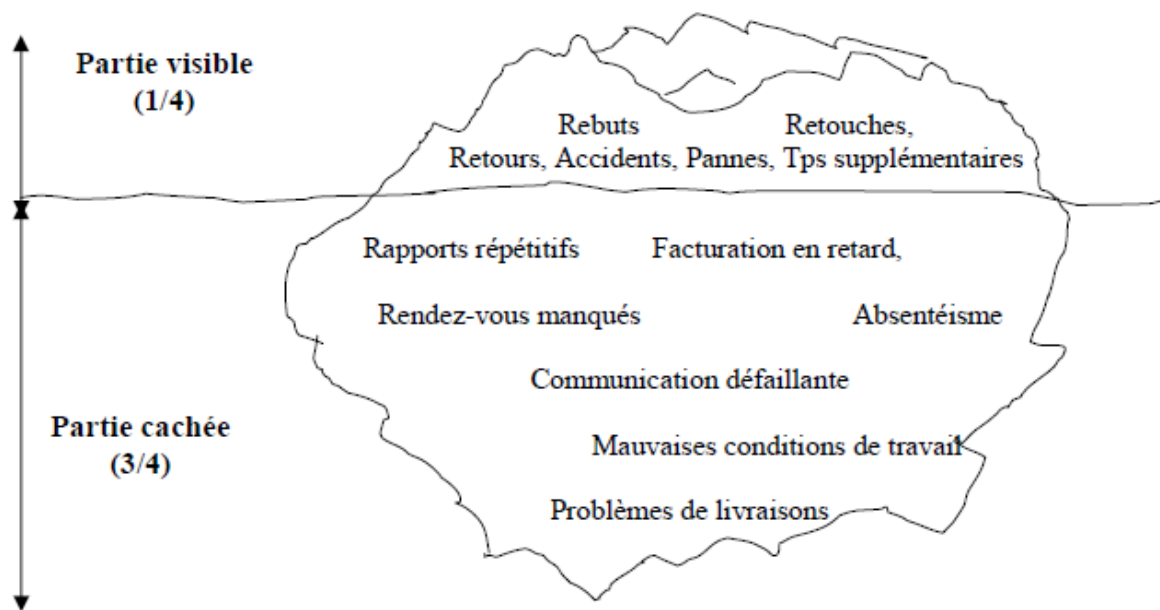 Partie visible
(1/4)
Rebuts Retouches,
Retours, Accidents, Pannes, Tps supplémentaires
Rapports répétitifs Facturation en retard,
Rendez-vous manqués Absentéisme
Communication défaillante
Partie cachée
(3/4)
Mauvaises conditions de travail
Problèmes de livraisons